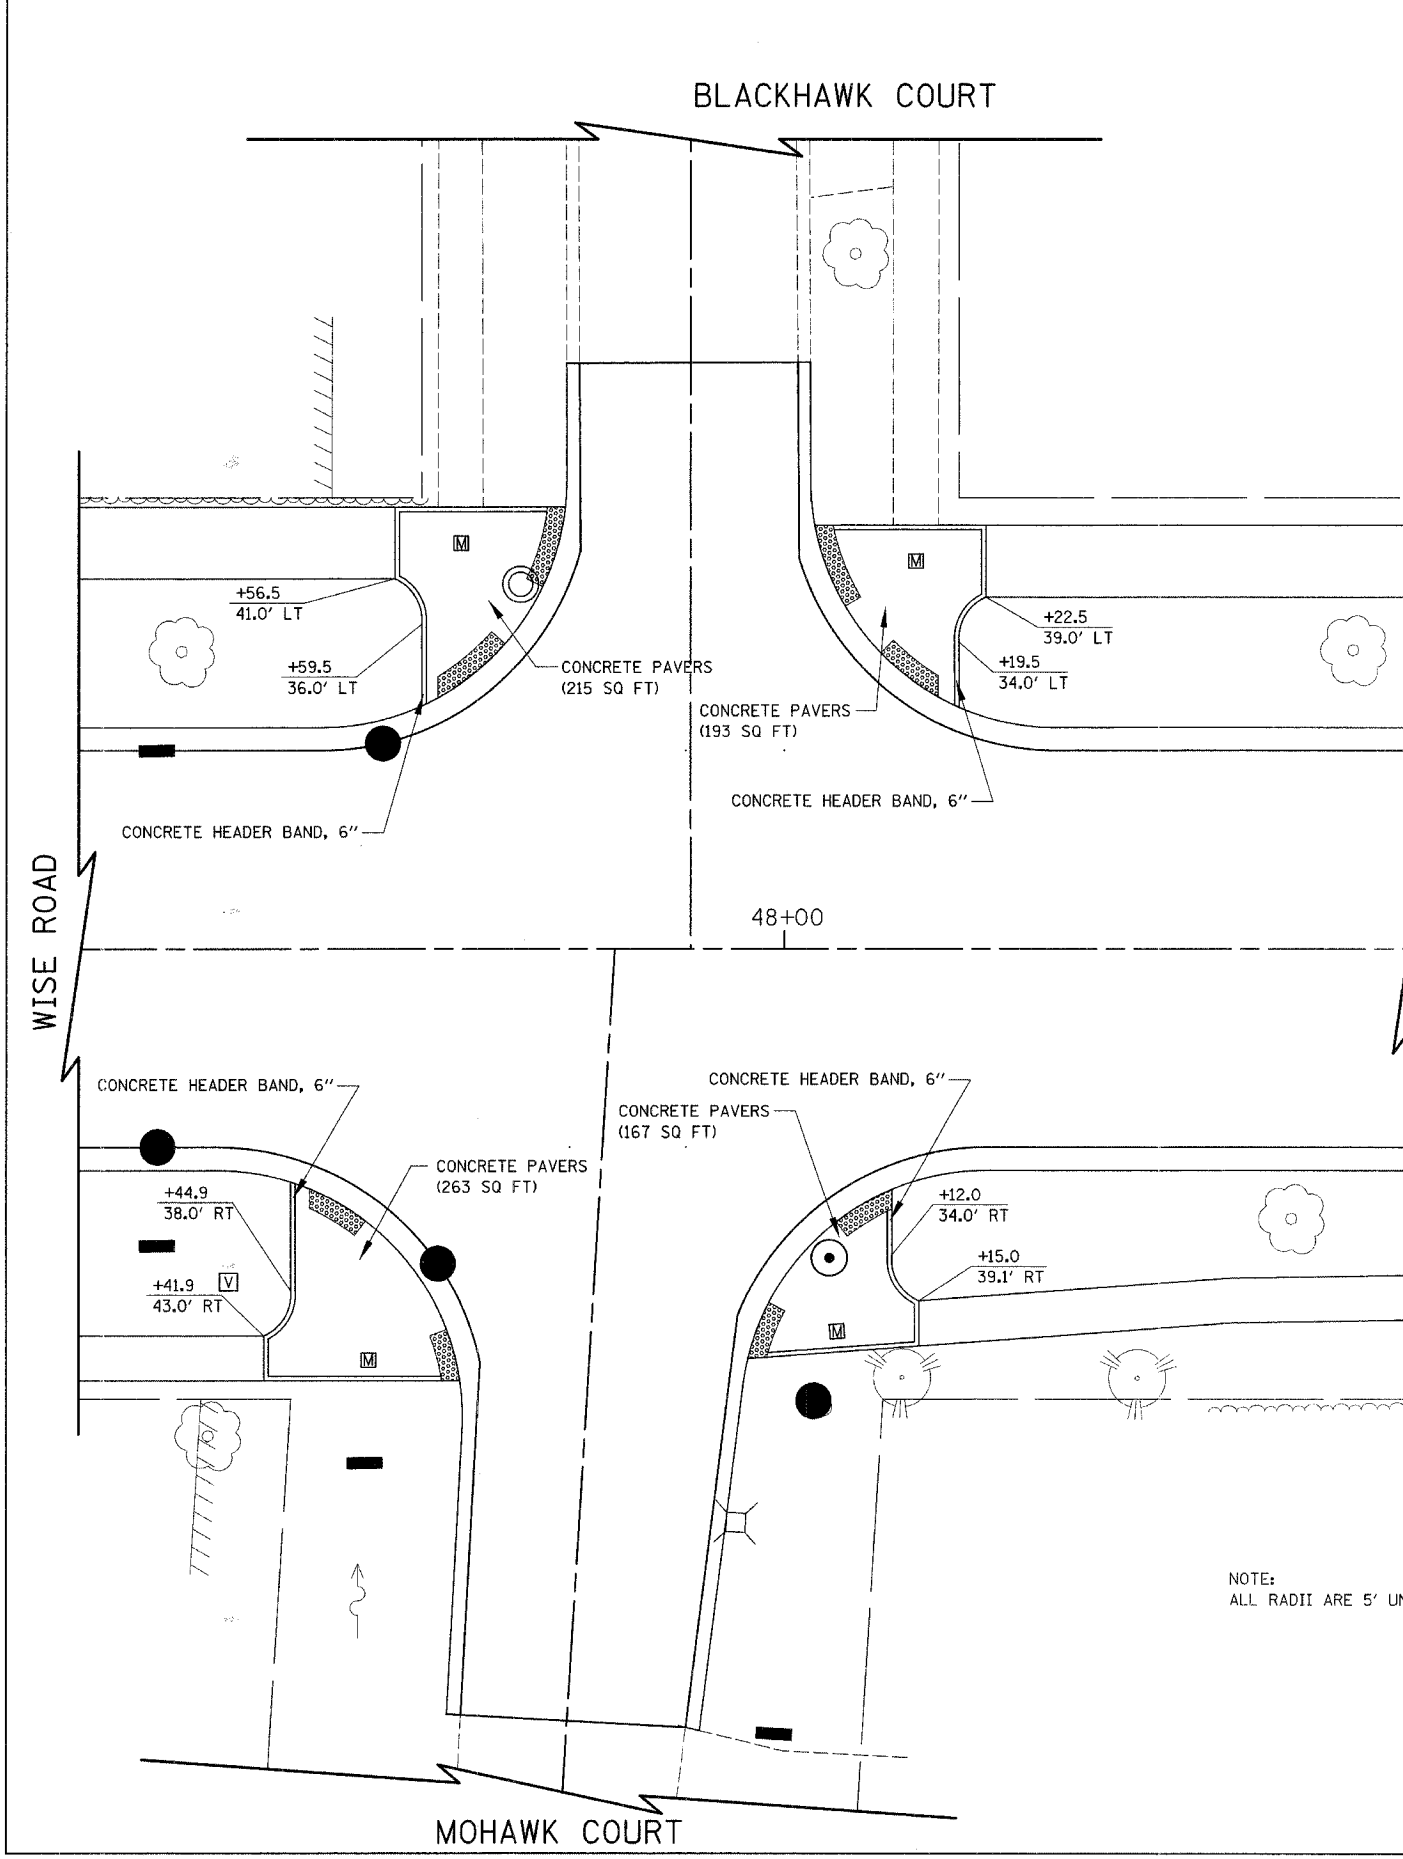 BLACKHAWK COURT
M
M
+56.5
41.0' LT
+59.5
36.0' LT
CONCRETE PAVERS
(215 SQ FT)
+22.5
39.0' LT
+19.5
34.0' LT
CONCRETE PAVERS
(193 SQ FT)
CONCRETE HEADER BAND, 6"
CONCRETE HEADER BAND, 6"
WISE ROAD
48+00
CONCRETE HEADER BAND, 6"
CONCRETE HEADER BAND, 6"
CONCRETE PAVERS
(167 SQ FT)
CONCRETE PAVERS
(263 SQ FT)
+44.9
38.0' RT
+12.0
34.0' RT
+41.9
43.0' RT
V
+15.0
39.1' RT
M
M
NOTE:
ALL RADII ARE 5' UN
MOHAWK COURT